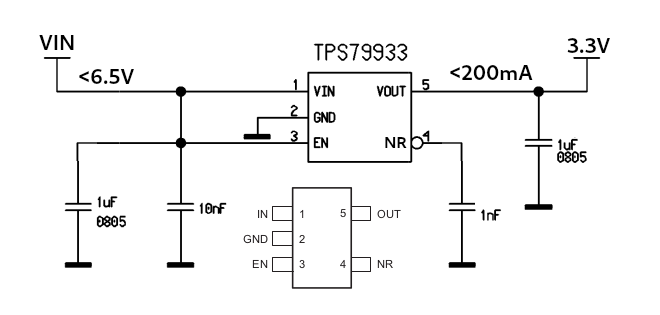 TPS79933
VIN
3.3V
<6.5V
<200mA
1
VIN
VOUT
5
2
GND
3
EN
NR
4
1uF
0805
1uF
0805
10nF
1nF
IN
1
5
OUT
GND
2
EN
3
4
NR